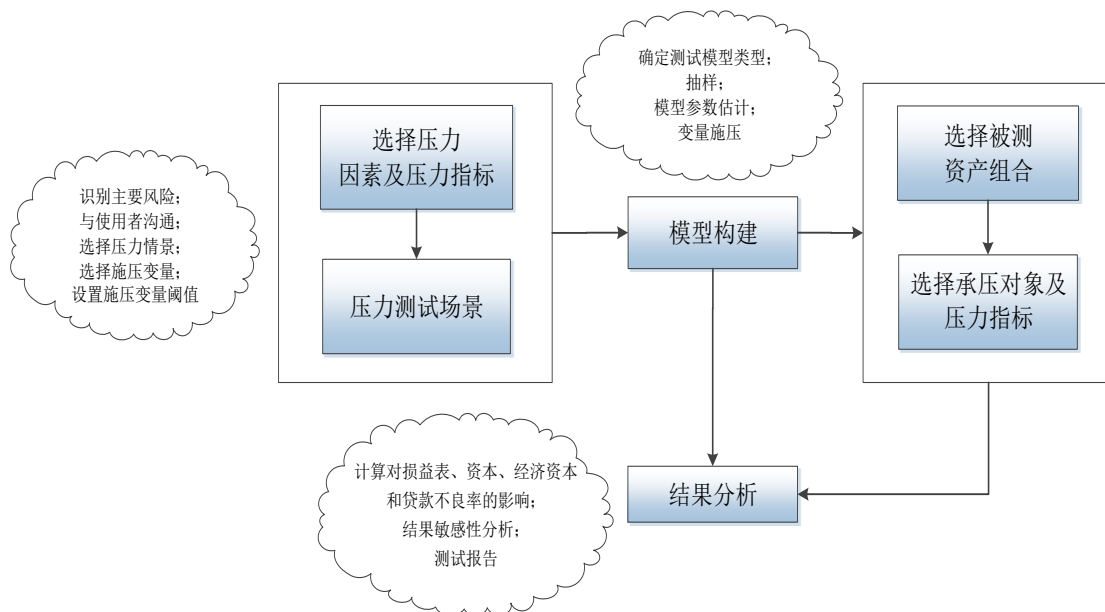 确定测试模型类型;
抽样;
模型参数估计;
变量施压
选择压力
因素及压力指标
选择被测
资产组合
识别主要风险;
与使用者沟通;
选择压力情景;
选择施压变量;
设置施压变量阈值
模型构建
压力测试场景
选择承压对象及
压力指标
计算对损益表、资本、经济资本
和贷款不良率的影响;
结果敏感性分析;
测试报告
结果分析